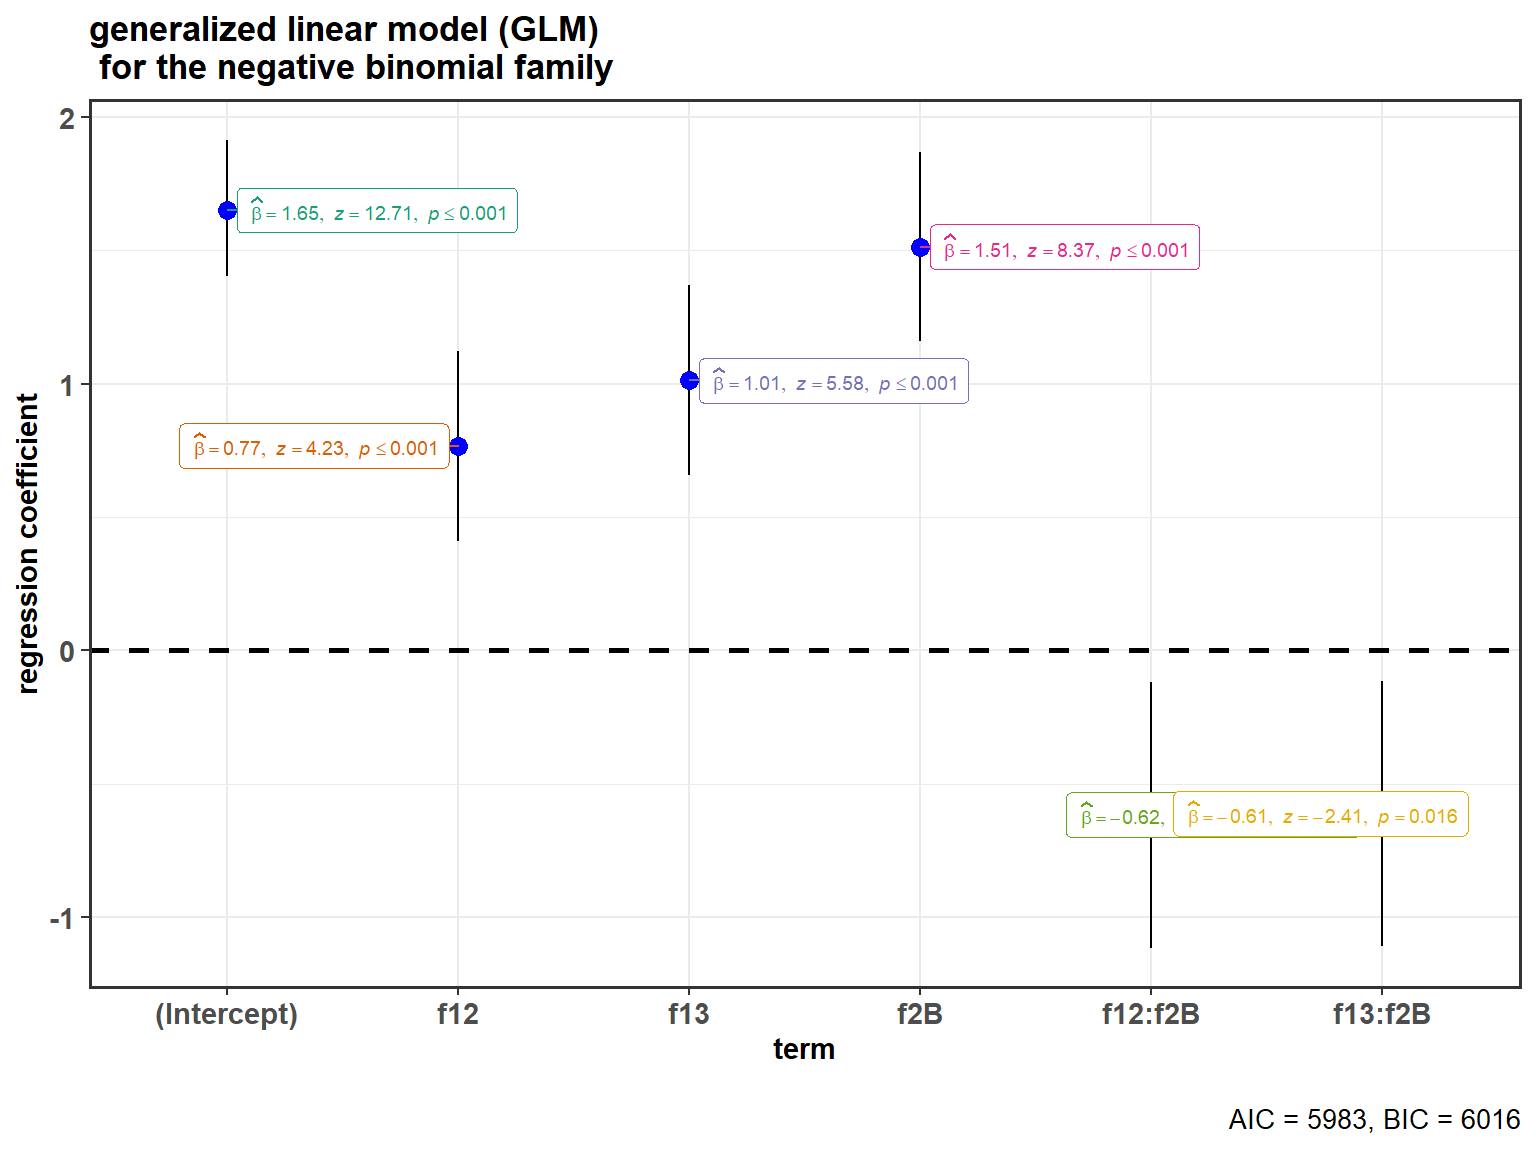 generalized linear model (GLM)
for the negative binomial family
regression coefficient
2
1
0
-1
β̂ = 1.65, z = 12.71, p ≤ 0.001
β̂ = 0.77, z = 4.23, p ≤ 0.001
β̂ = 1.01, z = 5.58, p ≤ 0.001
β̂ = 1.51, z = 8.37, p ≤ 0.001
β̂ = −0.62,
β̂ = −0.61, z = −2.41, p = 0.016
(Intercept) f12 f13 f2B f12:f2B f13:f2B
term
AIC = 5983, BIC = 6016